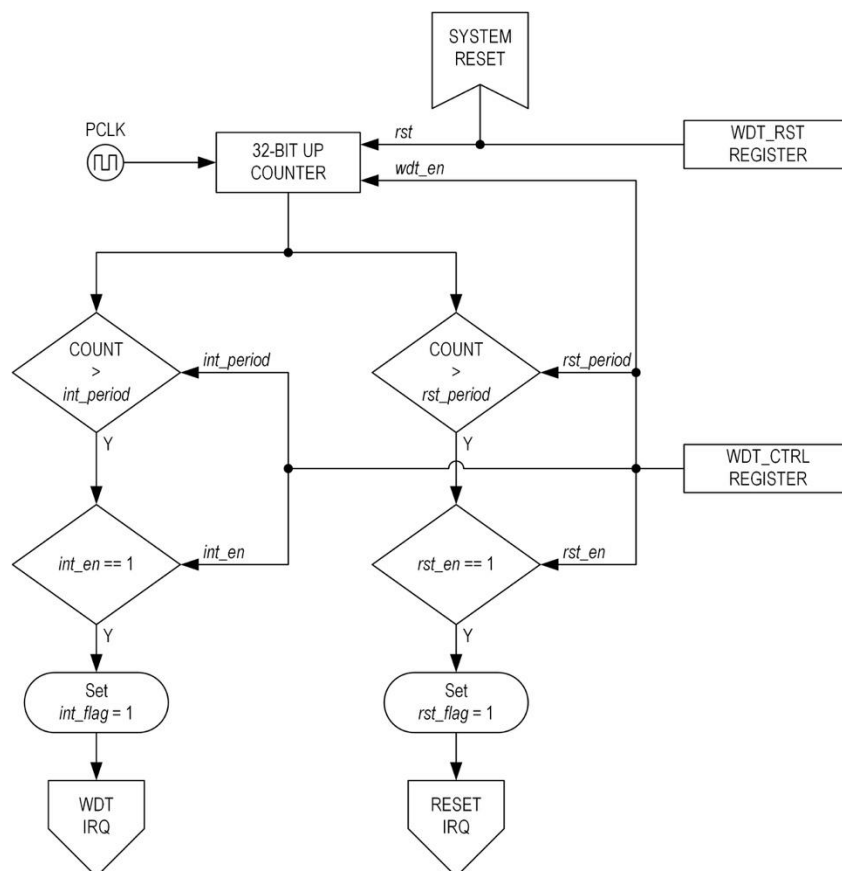 SYSTEM
RESET
PCLK
32-BIT UP
COUNTER
rst
wdt_en
WDT_RST
REGISTER
COUNT
>
int_period
int_period
COUNT
>
rst_period
rst_period
Y
Y
WDT_CTRL
REGISTER
int_en == 1
int_en
rst_en == 1
rst_en
Y
Y
Set
int_flag = 1
Set
rst_flag = 1
WDT
IRQ
RESET
IRQ